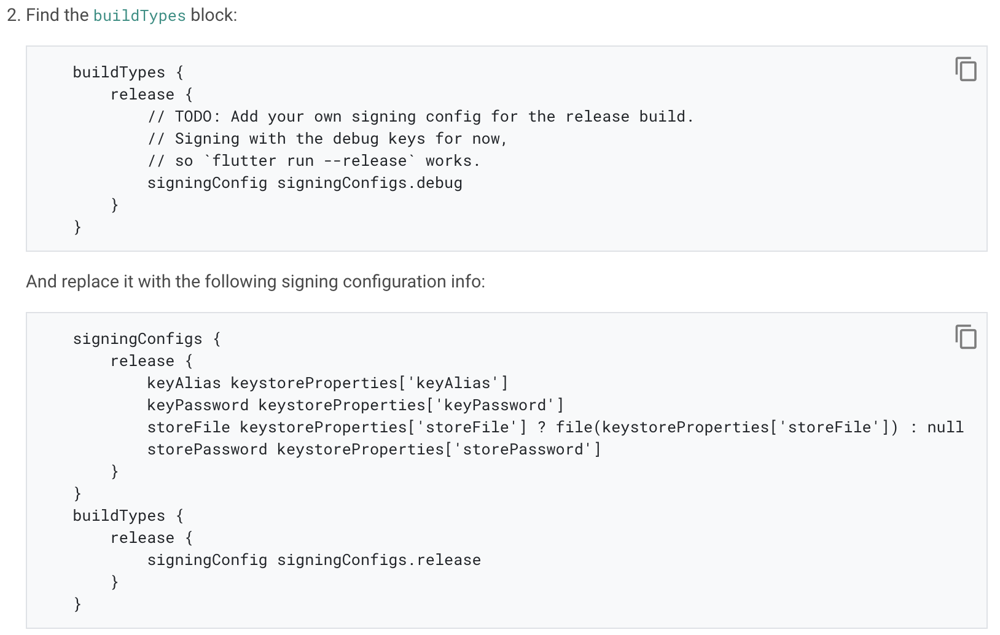 2. Find the buildTypes block:
buildTypes {
    release {
        // TODO: Add your own signing config for the release build.
        // Signing with the debug keys for now,
        // so `flutter run --release` works.
        signingConfig signingConfigs.debug
    }
}
And replace it with the following signing configuration info:
signingConfigs {
    release {
        keyAlias keystoreProperties['keyAlias']
        keyPassword keystoreProperties['keyPassword']
        storeFile keystoreProperties['storeFile'] ? file(keystoreProperties['storeFile']) : null
        storePassword keystoreProperties['storePassword']
    }
}
buildTypes {
    release {
        signingConfig signingConfigs.release
    }
}